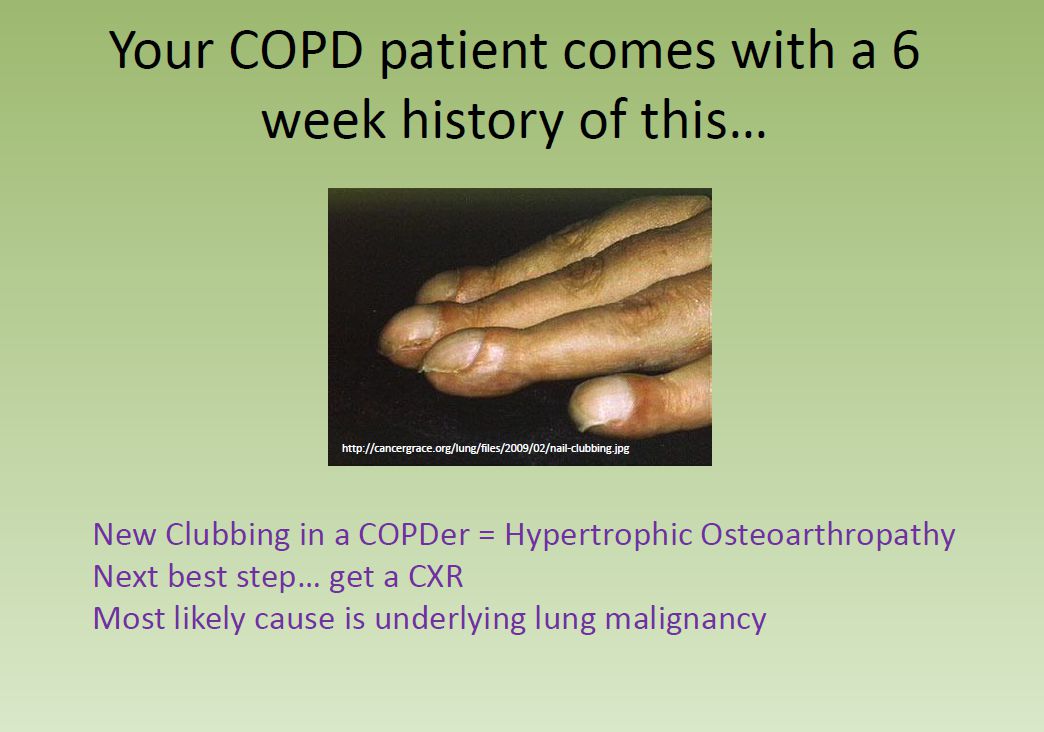 Your COPD patient comes with a 6
week history of this…
http://cancergrace.org/lung/files/2009/02/nail-clubbing.jpg
New Clubbing in a COPDer = Hypertrophic Osteoarthropathy
Next best step… get a CXR
Most likely cause is underlying lung malignancy